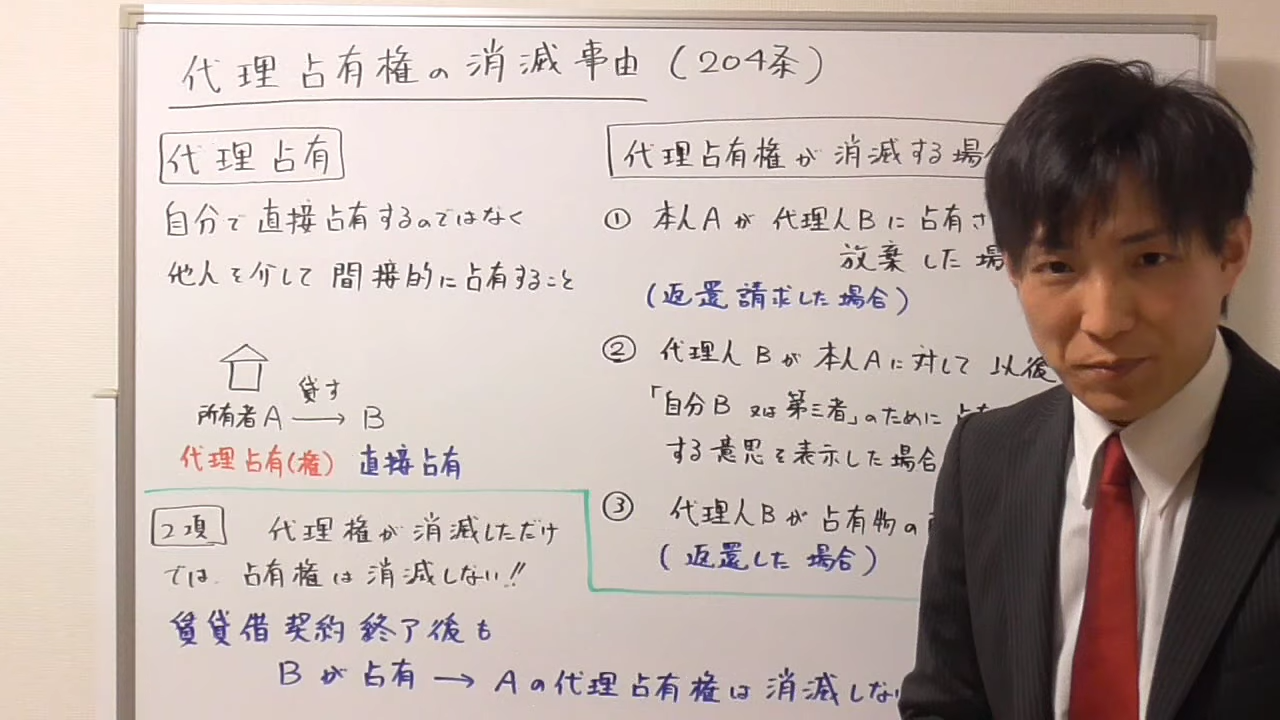 代理占有権の消滅事由(204条)
代理占有
自分で直接占有するのではなく
他人を介して間接的に占有すること
貸す
所有者A → B
代理占有(権) 直接占有
2項 代理権が消滅しただけ
では、占有権は消滅しない!!
賃貸借契約終了後も
Bが占有 → Aの代理占有権は消滅しない
代理占有権が消滅する場合
① 本人Aが代理人Bに占有さ
放棄した場
(返還請求した場合)
② 代理人Bが本人Aに対して以後
「自分B 又は 第三者」のために占
する意思を表示した場合
③ 代理人Bが占有物の
(返還した場合)